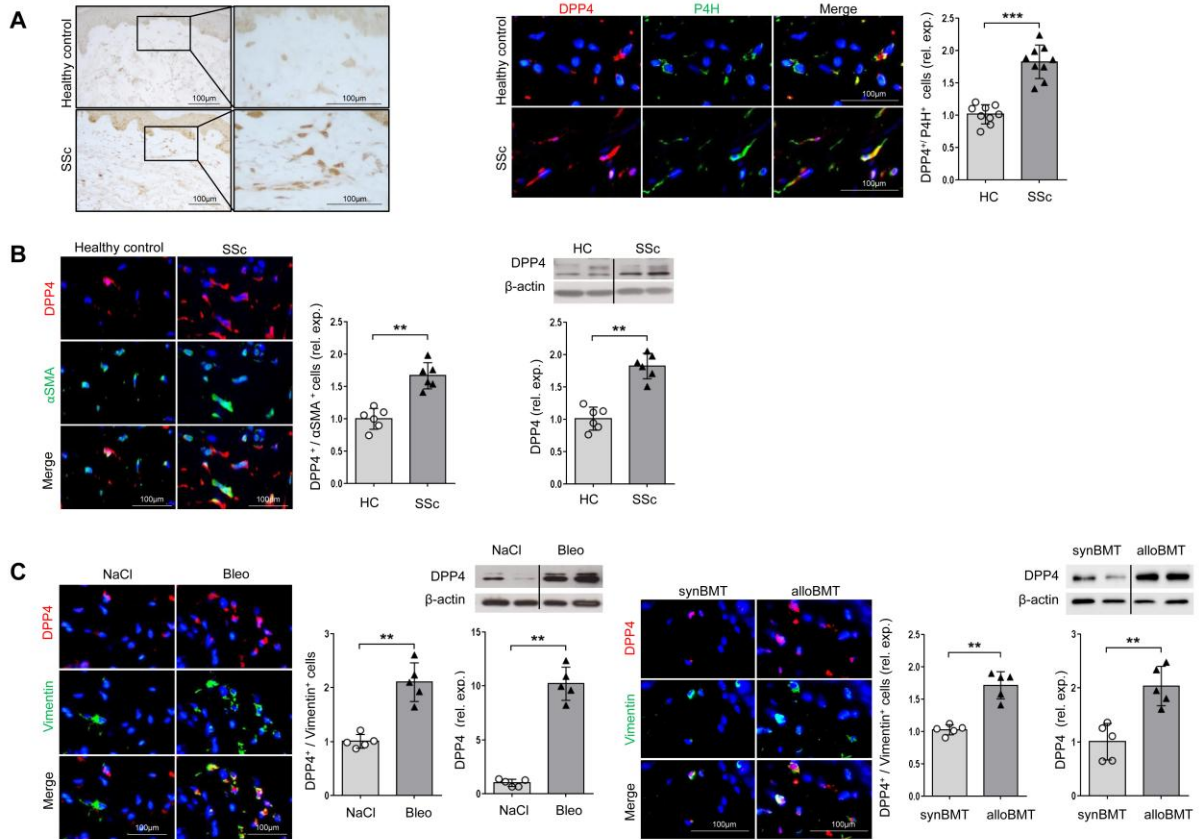 A
Healthy control
SSc
100µm
100µm
100µm
100µm
DPP4 P4H Merge
Healthy control
SSc
100µm
100µm
DPP4⁺/ P4H⁺ cells (rel. exp.)
2.5
2.0
1.5
1.0
0.5
0.0
***
HC SSc
B
Healthy control SSc
DPP4
αSMA
Merge
100µm 100µm
DPP4⁺ / αSMA⁺ cells (rel. exp.)
2.5
2.0
1.5
1.0
0.5
0.0
**
HC SSc
HC SSc
DPP4
β-actin
DPP4 (rel. exp.)
2.5
2.0
1.5
1.0
0.5
0.0
**
HC SSc
C
NaCl Bleo
DPP4
Vimentin
Merge
100µm 100µm
DPP4⁺ / Vimentin⁺ cells
3
2
1
0
**
NaCl Bleo
NaCl Bleo
DPP4
β-actin
DPP4 (rel. exp.)
15
10
5
0
**
NaCl Bleo
synBMT alloBMT
DPP4
Vimentin
Merge
100µm 100µm
DPP4⁺ / Vimentin⁺ cells (rel. exp.)
2.5
2.0
1.5
1.0
0.5
0.0
**
synBMT alloBMT
synBMT alloBMT
DPP4
β-actin
DPP4 (rel. exp.)
3
2
1
0
**
synBMT alloBMT